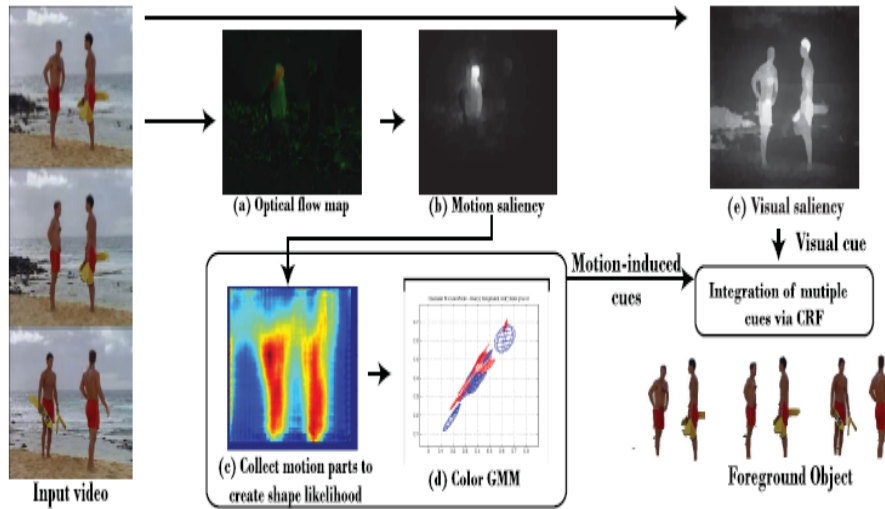 (a) Optical flow map
(b) Motion saliency
(e) Visual saliency
Visual cue
Motion-induced
cues
Integration of mutiple
cues via CRF
(c) Collect motion parts to
create shape likelihood
(d) Color GMM
Input video
Foreground Object